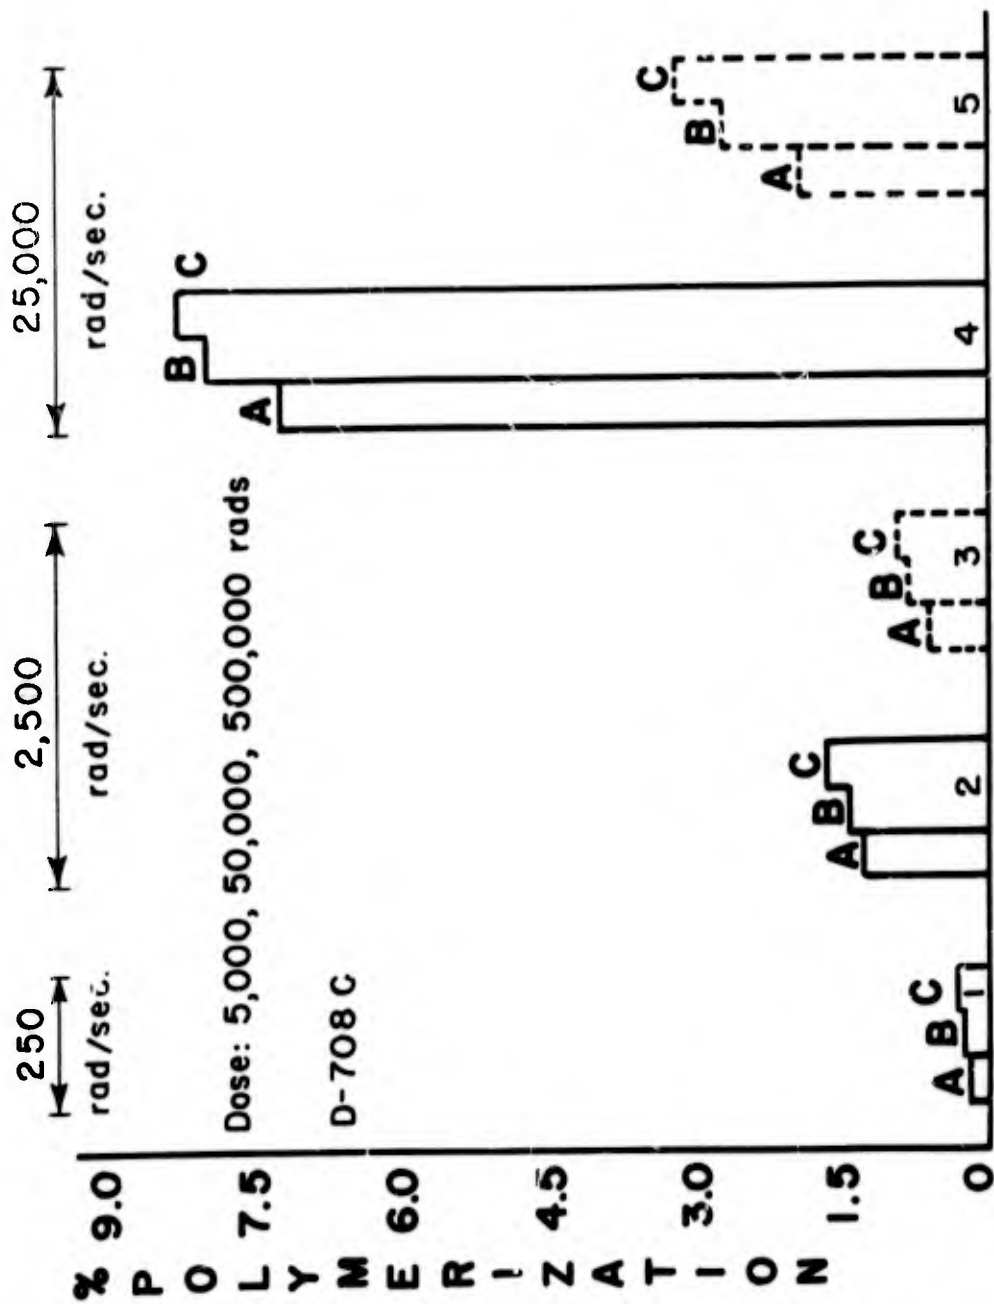 250
2,500
25,000
rad/sec.
rad/sec.
rad/sec.
% POLYMERIZATION
9.0
7.5
6.0
4.5
3.0
1.5
0
Dose: 5,000, 50,000, 500,000 rads
D-708 C
A
B
C
1
A
B
C
2
A
B
C
3
A
B
C
4
A
B
C
5